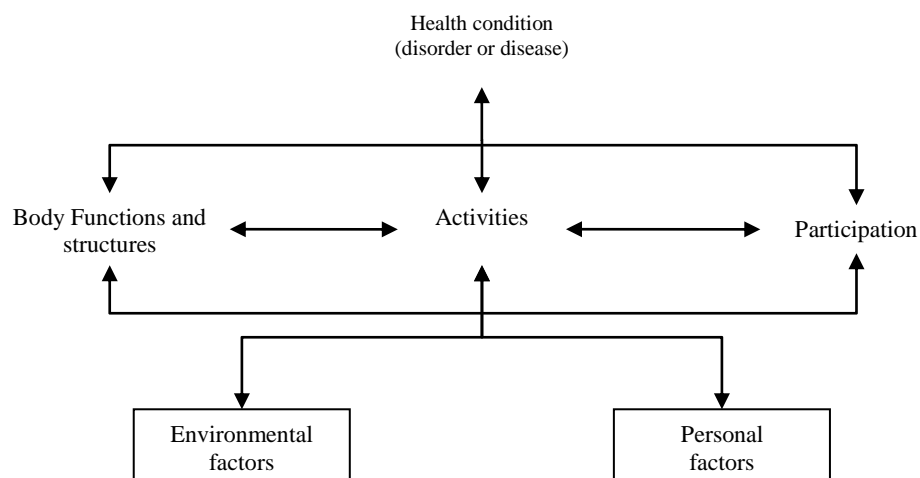 Health condition
(disorder or disease)
Body Functions and
structures
Activities
Participation
Environmental
factors
Personal
factors